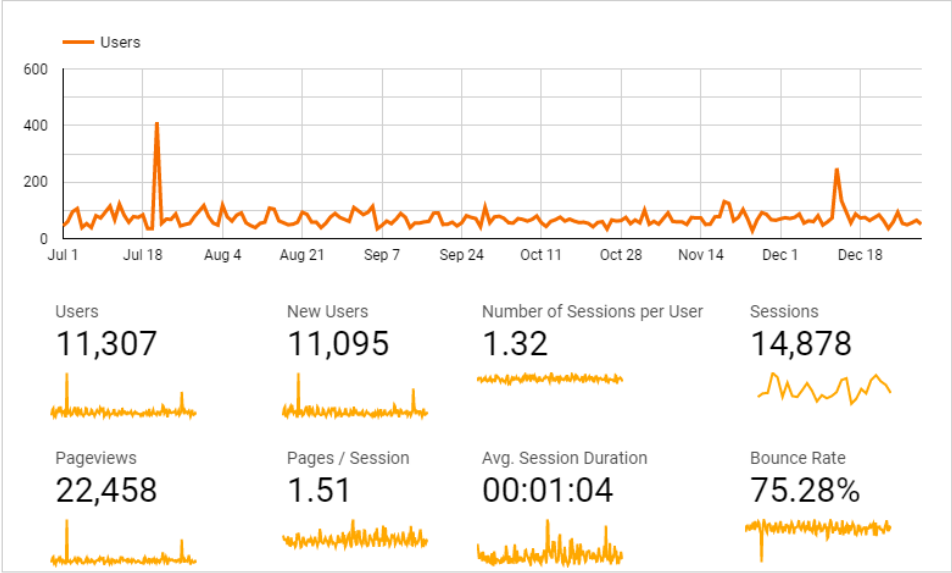 Users
600
400
200
0
Jul 1 Jul 18 Aug 4 Aug 21 Sep 7 Sep 24 Oct 11 Oct 28 Nov 14 Dec 1 Dec 18
Users New Users Number of Sessions per User Sessions
11,307 11,095 1.32 14,878
Pageviews Pages / Session Avg. Session Duration Bounce Rate
22,458 1.51 00:01:04 75.28%